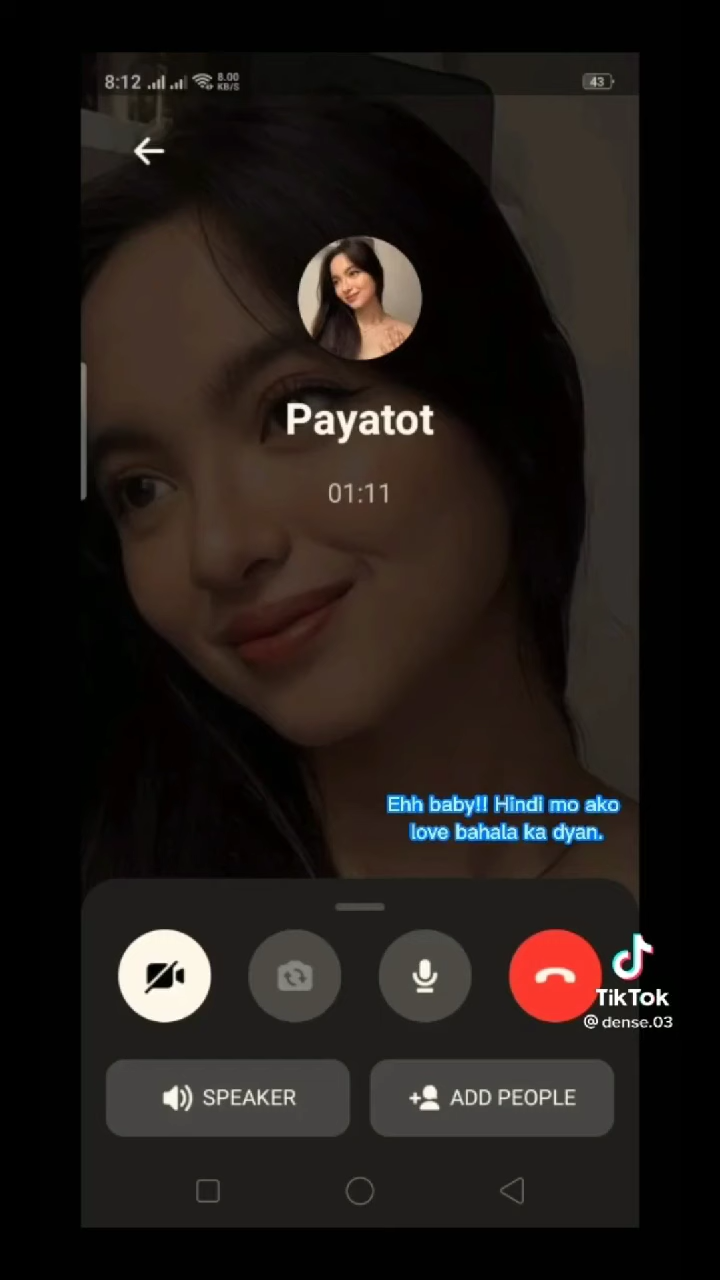 8:12
8.00
KB/S
43
Payatot
01:11
Ehh baby!! Hindi mo ako
love bahala ka dyan.
TikTok
@dense.03
SPEAKER
ADD PEOPLE